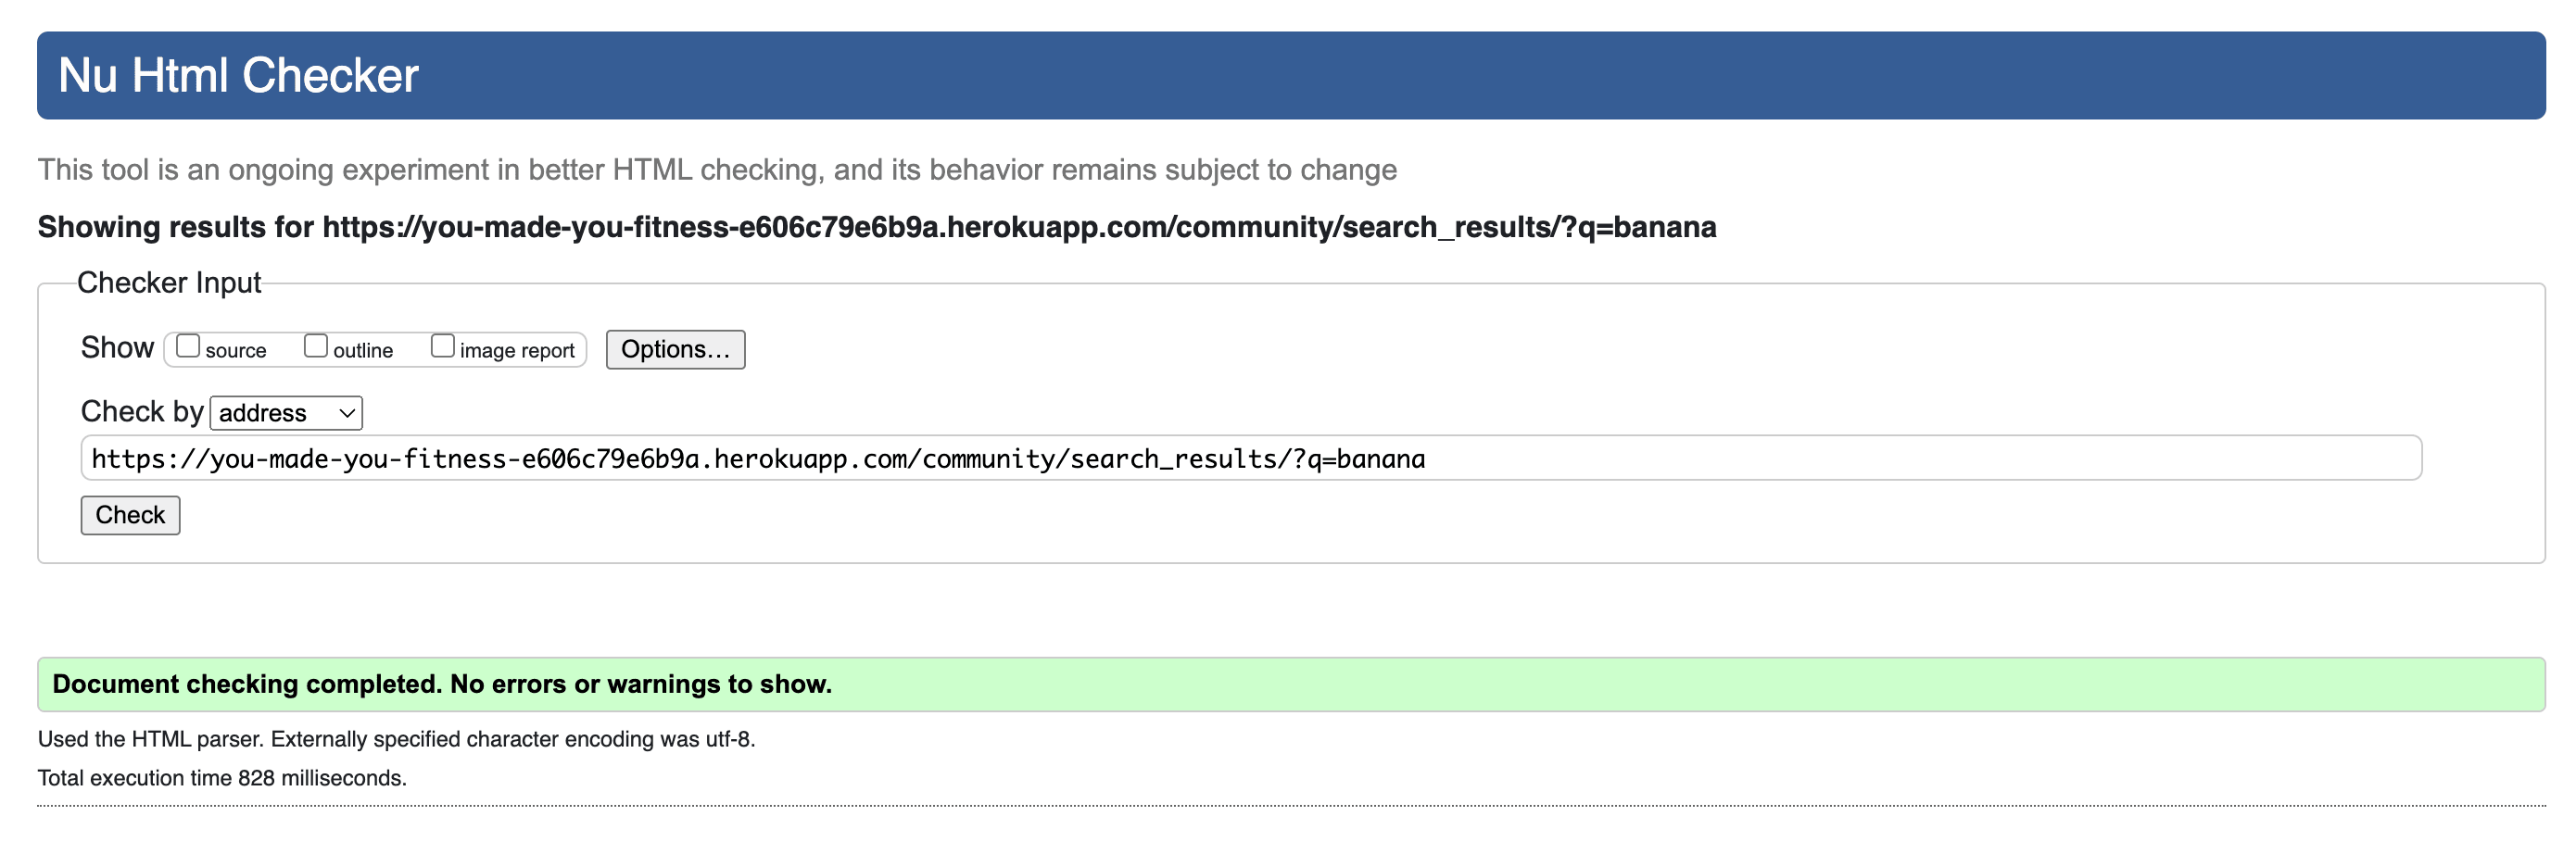 Nu Html Checker
This tool is an ongoing experiment in better HTML checking, and its behavior remains subject to change
Showing results for https://you-made-you-fitness-e606c79e6b9a.herokuapp.com/community/search_results/?q=banana
Checker Input
Show source outline image report Options...
Check by address
https://you-made-you-fitness-e606c79e6b9a.herokuapp.com/community/search_results/?q=banana
Check
Document checking completed. No errors or warnings to show.
Used the HTML parser. Externally specified character encoding was utf-8.
Total execution time 828 milliseconds.